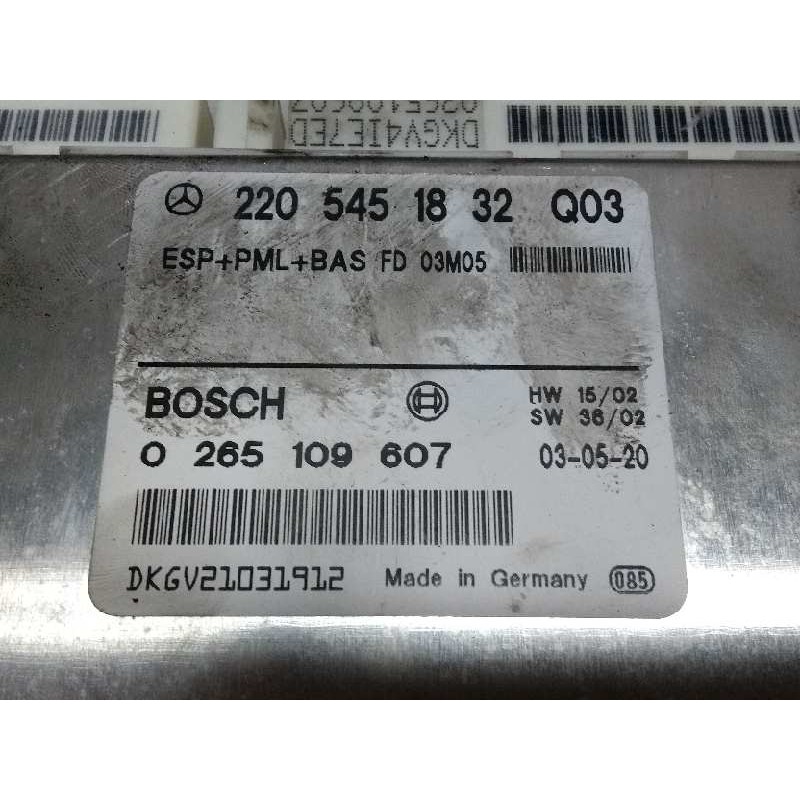 DKGV4IE7ED
220 545 18 32 Q03
ESP+PML+BAS FD 03M05
BOSCH
HW 15/02
SW 36/02
0 265 109 607
03-05-20
DKGV21031912
Made in Germany 085